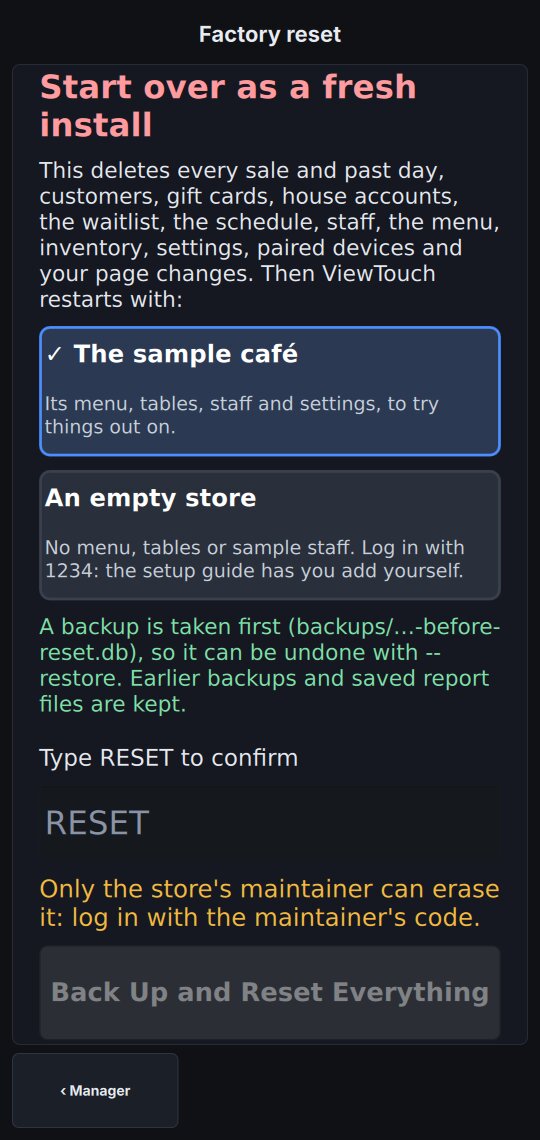 Factory reset
Start over as a fresh
install
This deletes every sale and past day,
customers, gift cards, house accounts,
the waitlist, the schedule, staff, the menu,
inventory, settings, paired devices and
your page changes. Then ViewTouch
restarts with:
✓ The sample café
Its menu, tables, staff and settings, to try
things out on.
An empty store
No menu, tables or sample staff. Log in with
1234: the setup guide has you add yourself.
A backup is taken first (backups/...-before-
reset.db), so it can be undone with --
restore. Earlier backups and saved report
files are kept.
Type RESET to confirm
RESET
Only the store's maintainer can erase
it: log in with the maintainer's code.
Back Up and Reset Everything
‹ Manager